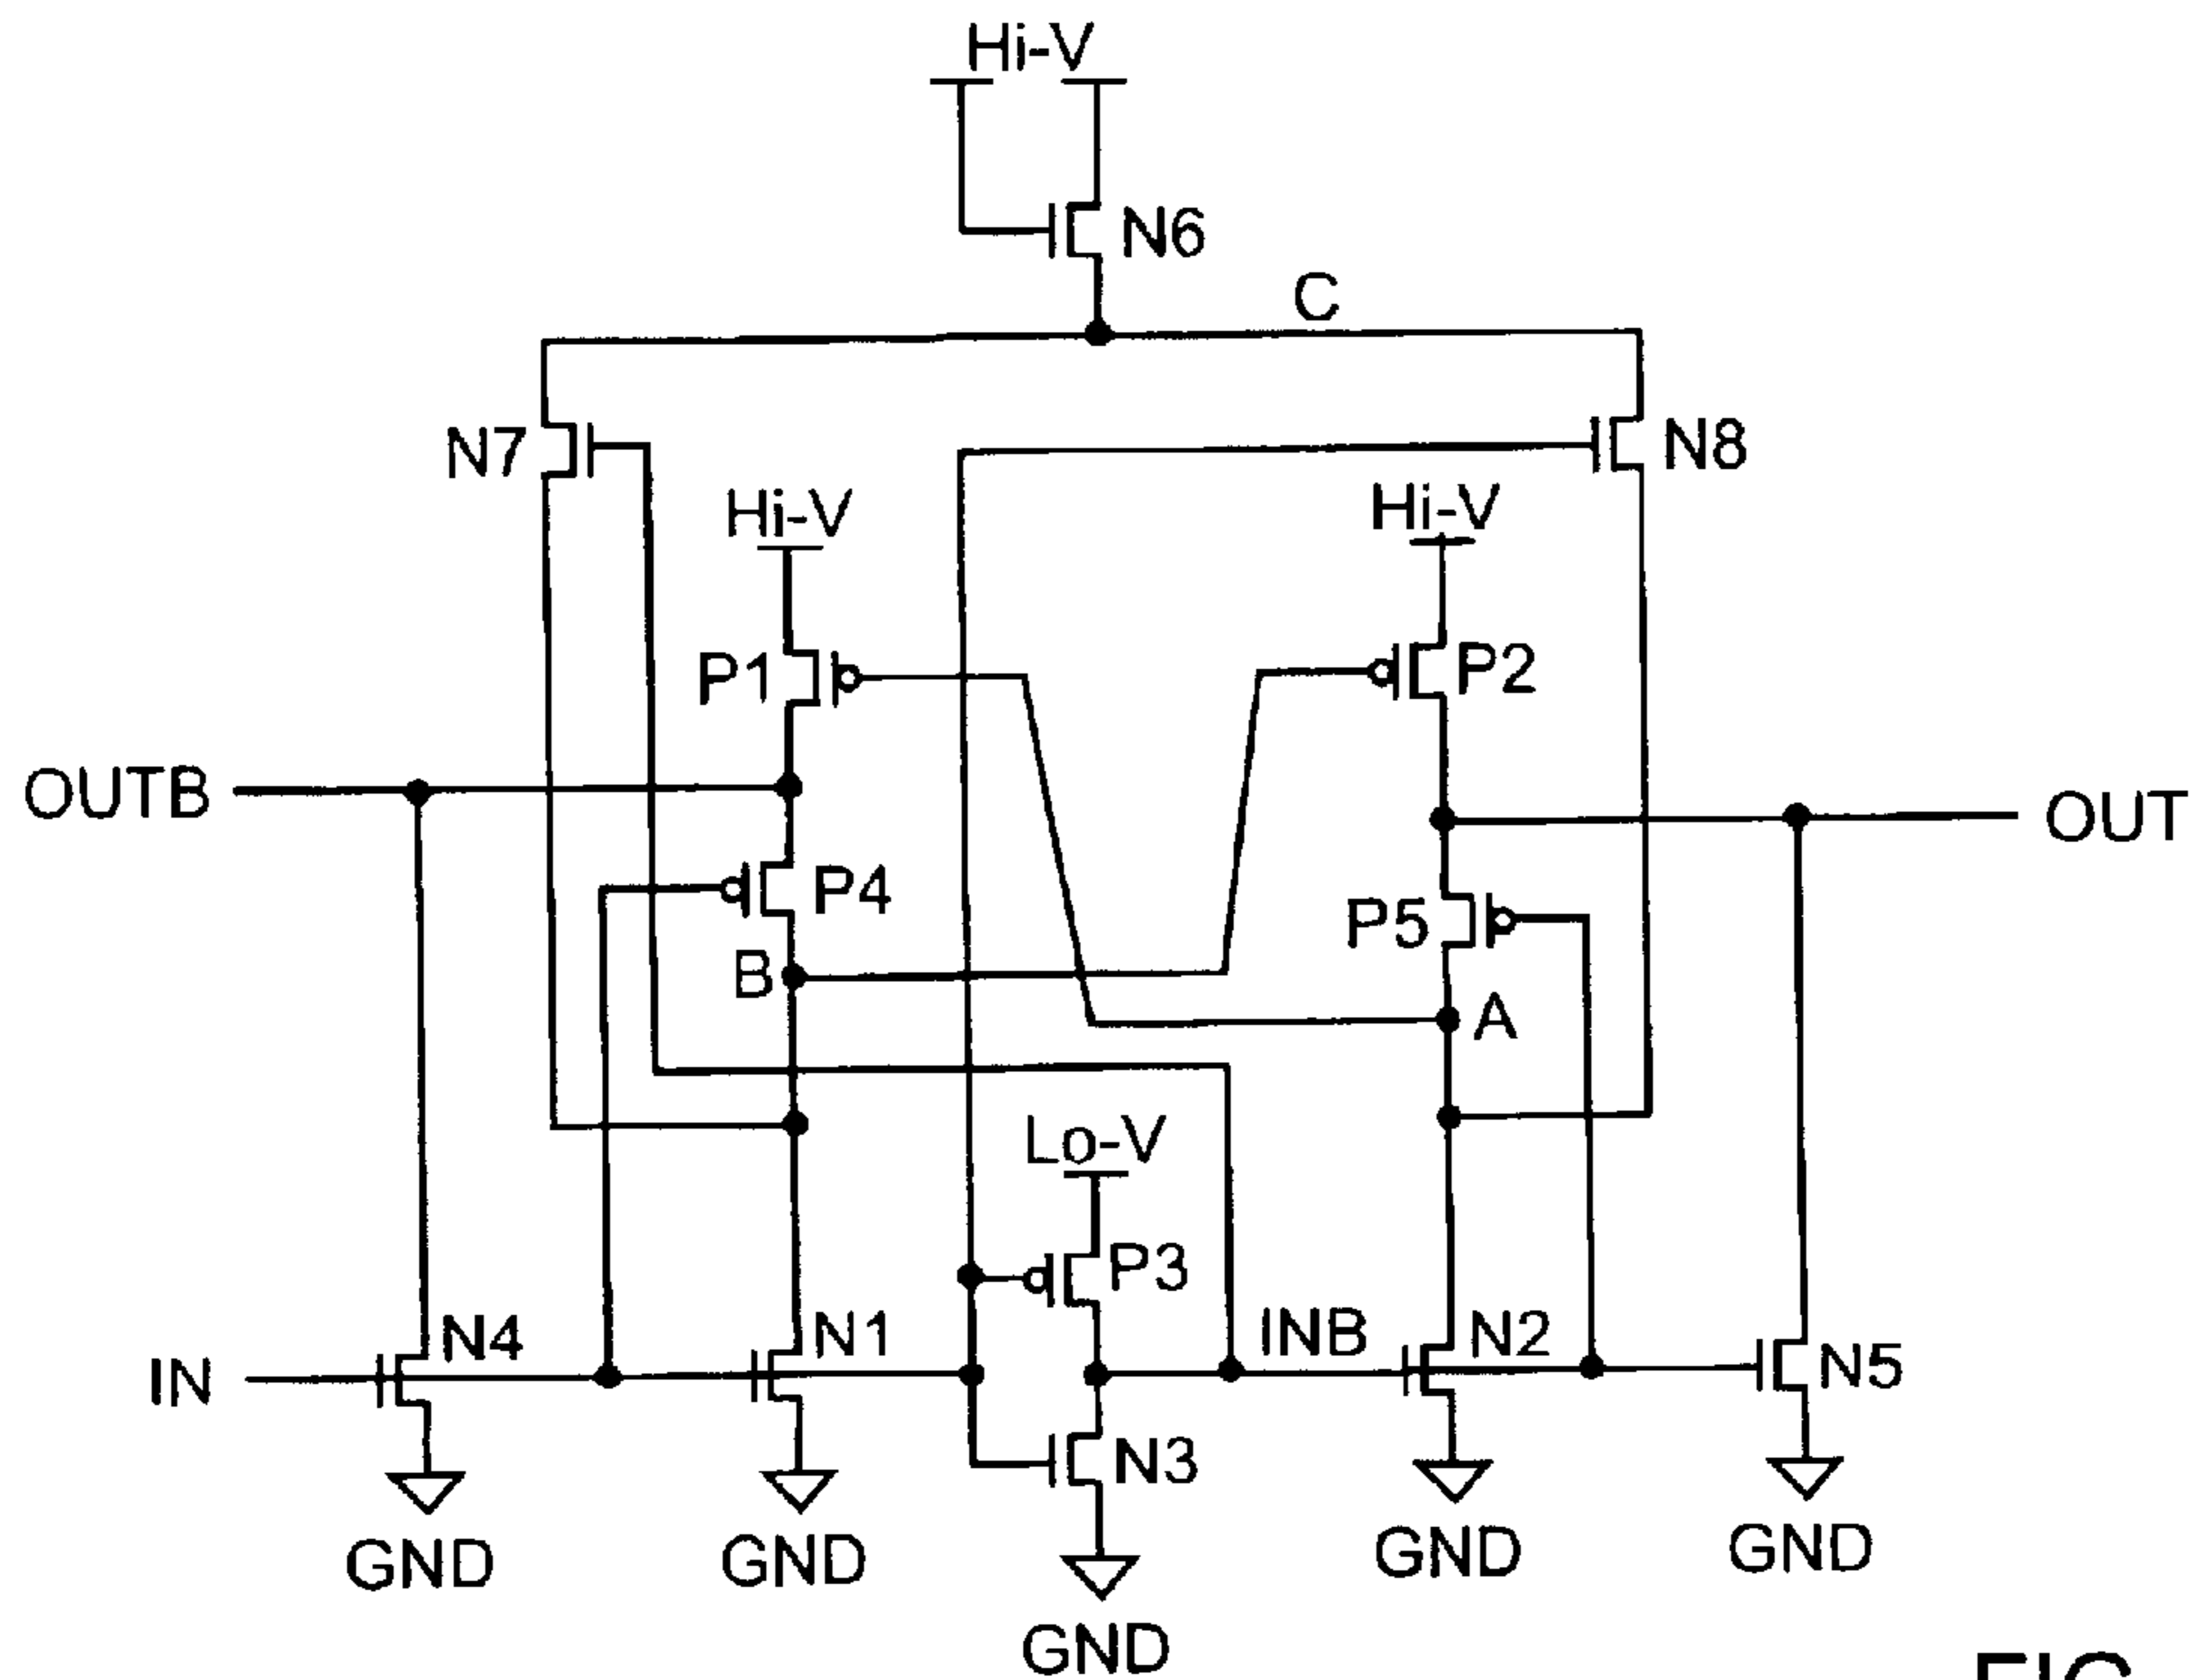 Hi-V
N6
C
N7
N8
Hi-V
Hi-V
P1
P2
OUTB
OUT
P4
P5
B
A
Lo-V
P3
IN
N4
N1
INB
N2
N5
N3
GND
GND
GND
GND
GND